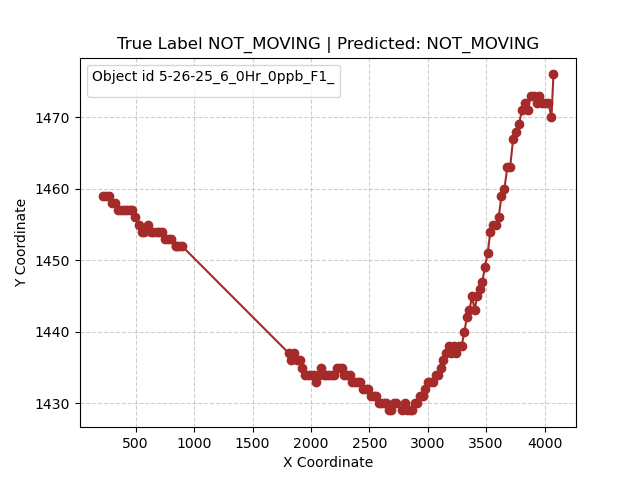 True Label NOT_MOVING | Predicted: NOT_MOVING
Object id 5-26-25_6_0Hr_0ppb_F1_
Y Coordinate
1470
1460
1450
1440
1430
500 1000 1500 2000 2500 3000 3500 4000
X Coordinate